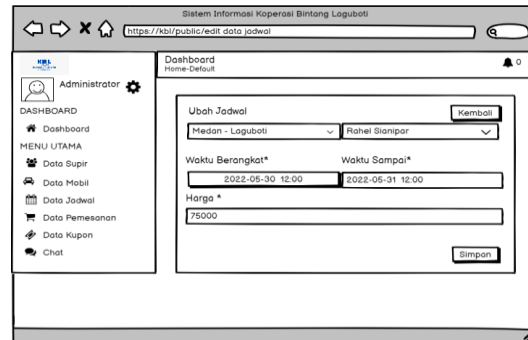 Sistem Informasi Koperasi Bintang Laguboti
https://kbl/public/edit data jadwal
KBL
Administrator
Dashboard
Home-Default
0
DASHBOARD
Dashboard
MENU UTAMA
Data Supir
Data Mobil
Data Jadwal
Data Pemesanan
Data Kupon
Chat
Ubah Jadwal
Kembali
Medan - Laguboti
Rahel Sianipar
Waktu Berangkat*
Waktu Sampai*
2022-05-30 12:00
2022-05-31 12:00
Harga *
75000
Simpan